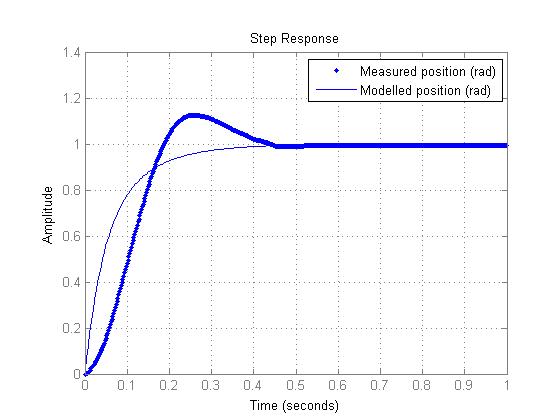 Step Response
Measured position (rad)
Modelled position (rad)
1.4
1.2
1
0.8
0.6
0.4
0.2
0
Amplitude
0 0.1 0.2 0.3 0.4 0.5 0.6 0.7 0.8 0.9 1
Time (seconds)